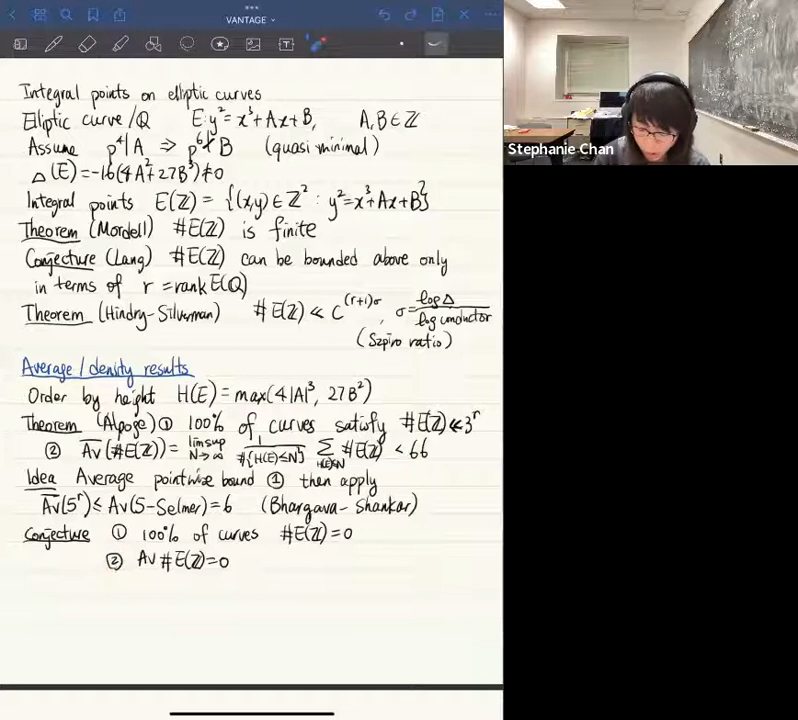 VANTAGE
Integral points on elliptic curves
Elliptic curve/Q E: y²= x³+Ax+B, A,B∈ℤ
Assume p⁴|A ⇒ p⁶∤B (quasi minimal)
Δ(E)=-16(4A²+27B³)≠0
Integral points E(ℤ) = {(x,y)∈ℤ² : y²=x³+Ax+B}
Theorem (Mordell) #E(ℤ) is finite
Conjecture (Lang) #E(ℤ) can be bounded above only
in terms of r = rank E(Q)
Theorem (Hindry-Silverman) #E(ℤ) ≪ C^{(r+1)σ}, σ = log Δ / log conductor
(Szpiro ratio)
Average/density results
Order by height H(E) = max(4|A|³, 27B²)
Theorem (Alpoge) ① 100% of curves satisfy #E(ℤ) ≪ 3^r
② Av(#E(ℤ)) = limsup N→∞ 1/#{H(E)≤N} Σ H(E)≤N #E(ℤ) < 66
Idea Average pointwise bound ① then apply
Av(5^r) ≤ Av(5-Selmer) = 6 (Bhargava-Shankar)
Conjecture ① 100% of curves #E(ℤ)=0
② Av #E(ℤ)=0
Stephanie Chan